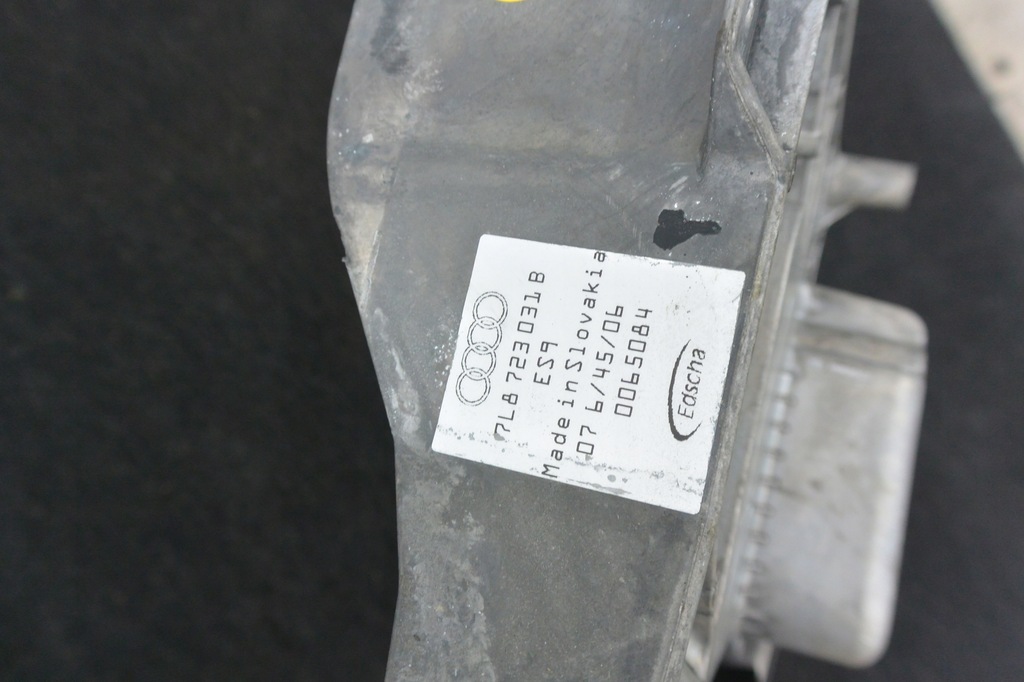 7L8 723 031 B
ES9
Made in Slovakia
07 6/45/06
0065084
Edscha